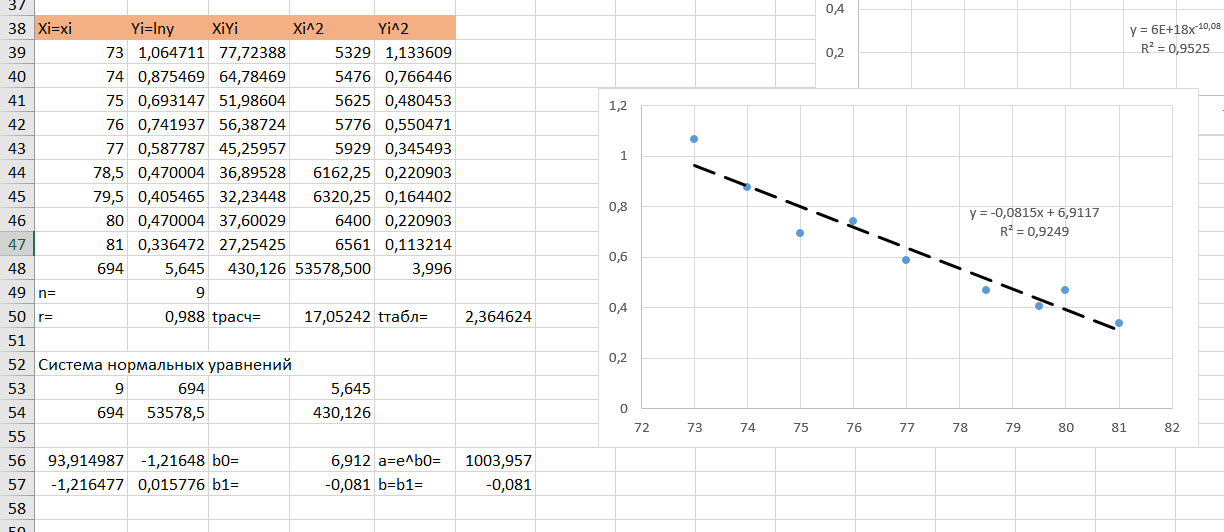 37
38 Xi=xi Yi=lny XiYi Xi^2 Yi^2
39 73 1,064711 77,72388 5329 1,133609
40 74 0,875469 64,78469 5476 0,766446
41 75 0,693147 51,98604 5625 0,480453
42 76 0,741937 56,38724 5776 0,550471
43 77 0,587787 45,25957 5929 0,345493
44 78,5 0,470004 36,89528 6162,25 0,220903
45 79,5 0,405465 32,23448 6320,25 0,164402
46 80 0,470004 37,60029 6400 0,220903
47 81 0,336472 27,25425 6561 0,113214
48 694 5,645 430,126 53578,500 3,996
49 n= 9
50 r= 0,988 tрасч= 17,05242 tтабл= 2,364624
51
52 Система нормальных уравнений
53 9 694 5,645
54 694 53578,5 430,126
55
56 93,914987 -1,21648 b0= 6,912 a=e^b0= 1003,957
57 -1,216477 0,015776 b1= -0,081 b=b1= -0,081
58
0,4
0,2
y = 6E+18x-10,08
R² = 0,9525
1,2
1
0,8
0,6
0,4
0,2
0
y = -0,0815x + 6,9117
R² = 0,9249
72 73 74 75 76 77 78 79 80 81 82